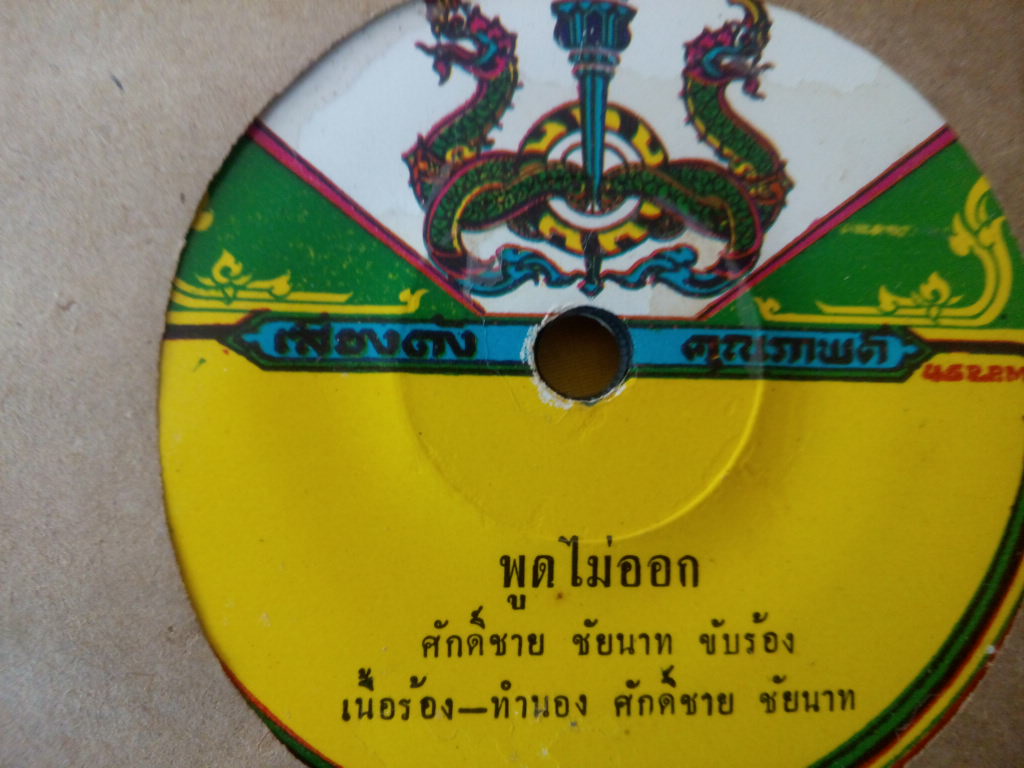 เสียงดัง คุณภาพดี
45 R.P.M
พูดไม่ออก
ศักดิ์ชาย ชัยนาท ขับร้อง
เนื้อร้อง—ทำนอง ศักดิ์ชาย ชัยนาท